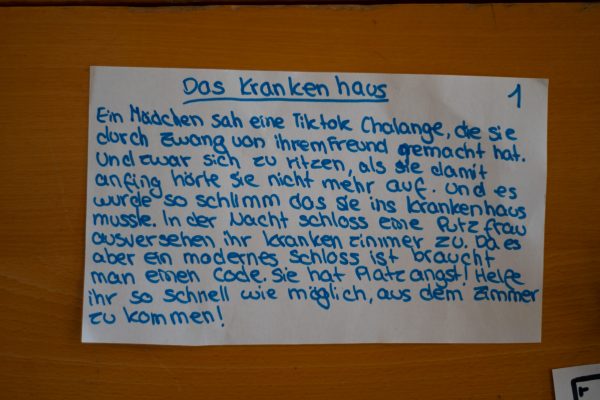 Das Krankenhaus
1
Ein Mädchen sah eine Tiktok Chalange, die sie
durch Zwang von ihrem freund gemacht hat.
Und zwar sich zu ritzen, als sie damit
anfing hörte sie nicht mehr auf. Und es
wurde so schlimm das sie ins Krankenhaus
musste. In der Nacht schloss eine Putzfrau
ausversehen ihr Krankenzimmer zu. Da es
aber ein modernes Schloss ist braucht
man einen Code. Sie hat Platzangst! Helfe
ihr so schnell wie möglich, aus dem Zimmer
zu kommen!